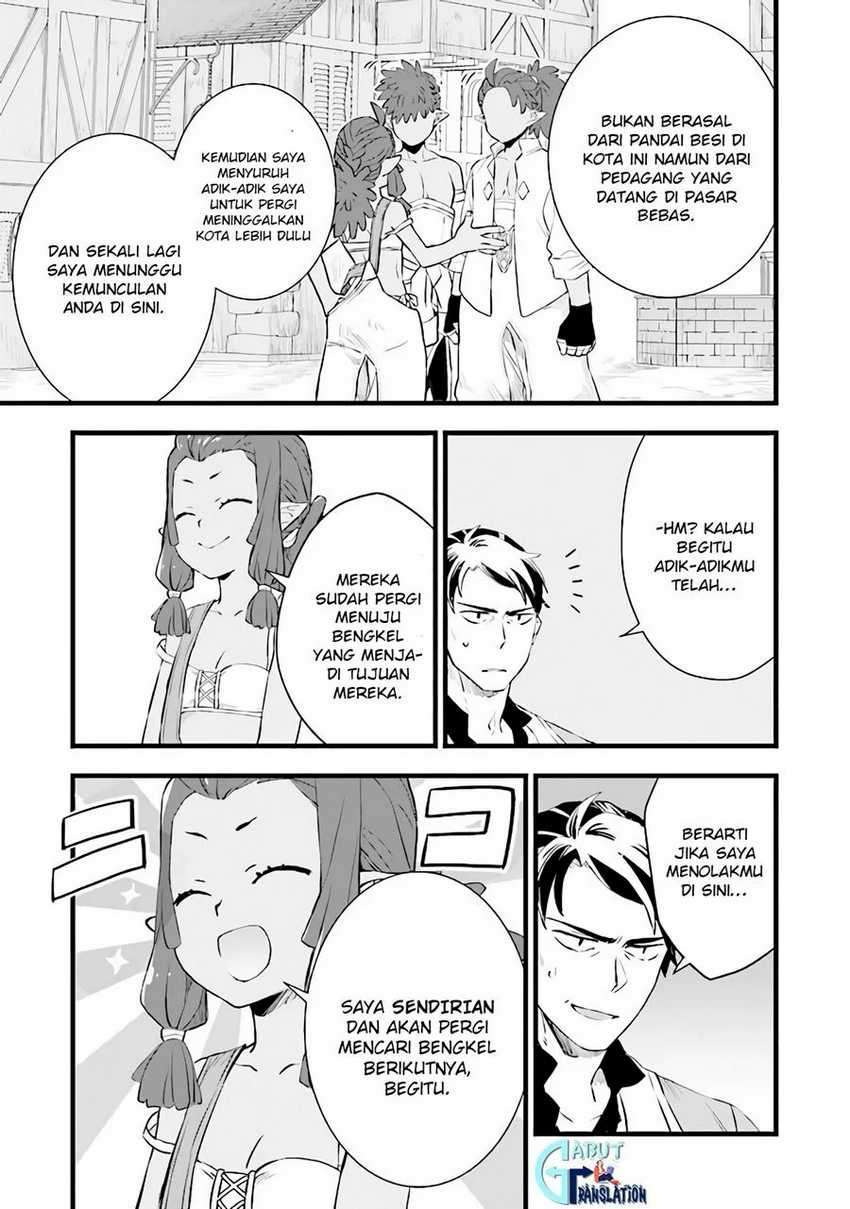 BUKAN BERASAL
DARI PANDAI BESI DI
KOTA INI NAMUN DARI
PEDAGANG YANG
DATANG DI PASAR
BEBAS.
KEMUDIAN SAYA
MENYURUH
ADIK-ADIK SAYA
UNTUK PERGI
MENINGGALKAN
KOTA LEBIH DULU
DAN SEKALI LAGI
SAYA MENUNGGU
KEMUNCULAN
ANDA DI SINI.
-HM? KALAU
BEGITU
ADIK-ADIKMU
TELAH...
MEREKA
SUDAH PERGI
MENUJU
BENGKEL
YANG MENJA-
DI TUJUAN
MEREKA.
BERARTI
JIKA SAYA
MENOLAKMU
DI SINI...
ニコ
SAYA SENDIRIAN
DAN AKAN PERGI
MENCARI BENGKEL
BERIKUTNYA,
BEGITU.
GABUT
TRANSLATION